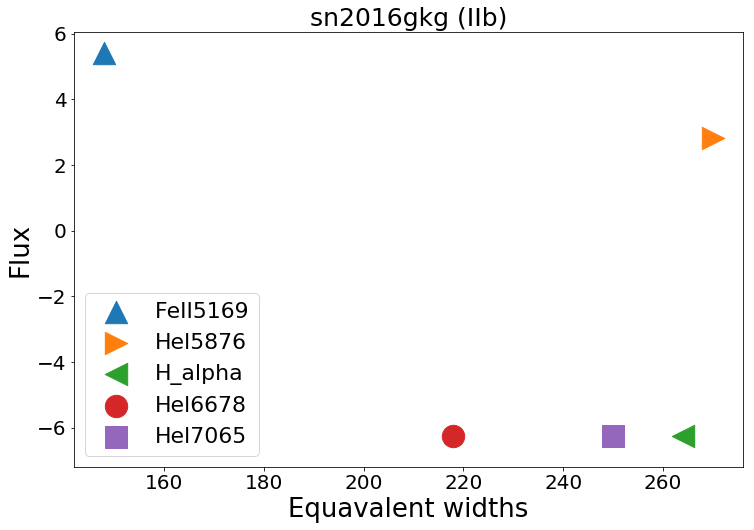 sn2016gkg (IIb)
6
4
2
0
−2
−4
−6
Flux
FeII5169
HeI5876
H_alpha
HeI6678
HeI7065
160 180 200 220 240 260
Equavalent widths